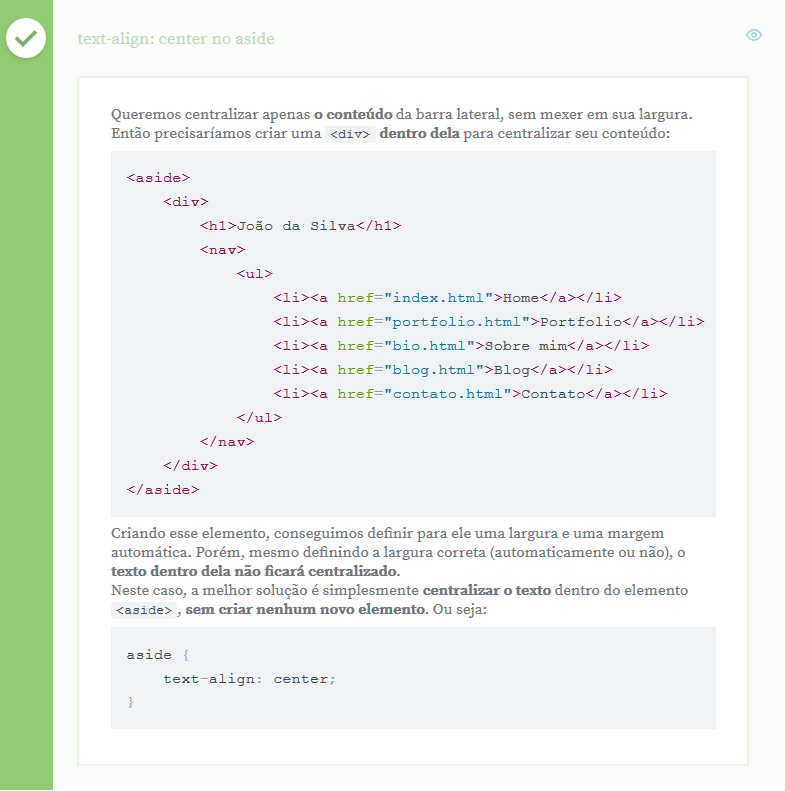 text-align: center no aside
Queremos centralizar apenas o conteúdo da barra lateral, sem mexer em sua largura.
Então precisaríamos criar uma <div> dentro dela para centralizar seu conteúdo:
<aside>
    <div>
        <h1>João da Silva</h1>
        <nav>
            <ul>
                <li><a href="index.html">Home</a></li>
                <li><a href="portfolio.html">Portfolio</a></li>
                <li><a href="bio.html">Sobre mim</a></li>
                <li><a href="blog.html">Blog</a></li>
                <li><a href="contato.html">Contato</a></li>
            </ul>
        </nav>
    </div>
</aside>
Criando esse elemento, conseguimos definir para ele uma largura e uma margem
automática. Porém, mesmo definindo a largura correta (automaticamente ou não), o
texto dentro dela não ficará centralizado.
Neste caso, a melhor solução é simplesmente centralizar o texto dentro do elemento
<aside>, sem criar nenhum novo elemento. Ou seja:
aside {
    text-align: center;
}